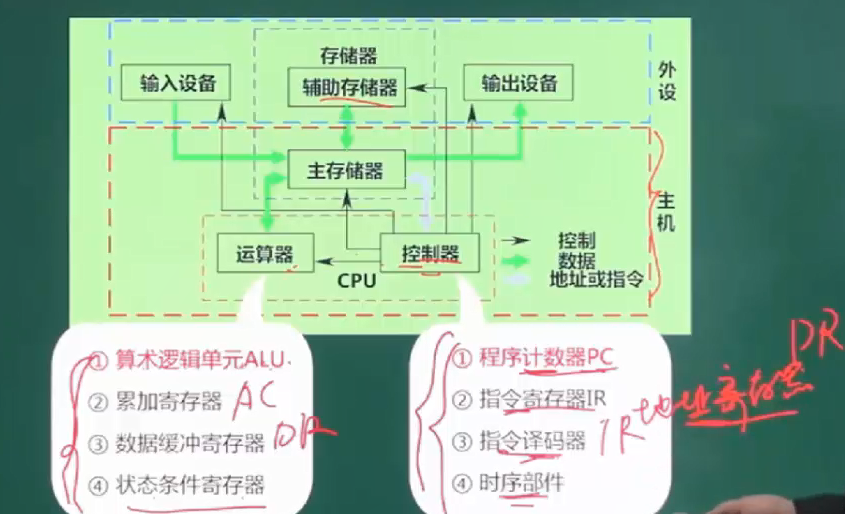 存储器
输入设备
辅助存储器
输出设备
外设
主存储器
主机
运算器
控制器
CPU
控制
数据
地址或指令
① 算术逻辑单元ALU.
② 累加寄存器 AC
③ 数据缓冲寄存器 DR
④ 状态条件寄存器
① 程序计数器PC
② 指令寄存器IR
③ 指令译码器 IR
④ 时序部件
地址寄存器
DR